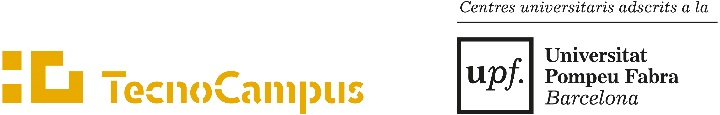 Centres universitaris adscrits a la
TecnoCampus
upf.
Universitat
Pompeu Fabra
Barcelona